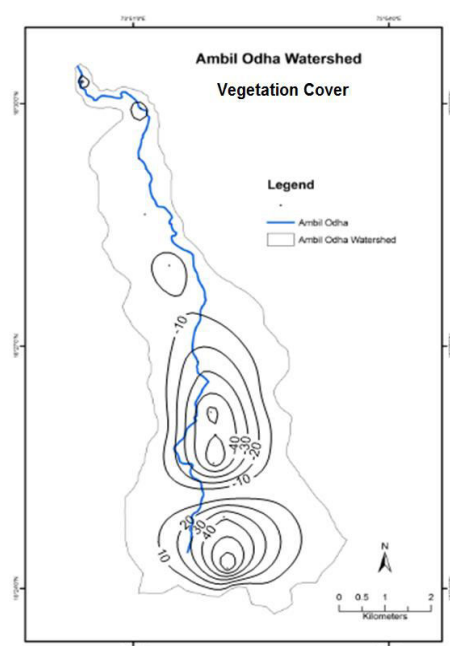 Ambil Odha Watershed
Vegetation Cover
Legend
Ambil Odha
Ambil Odha Watershed
-10
-40
-30
-20
-10
20
30
40
10
N
0 0.5 1 2
Kilometers